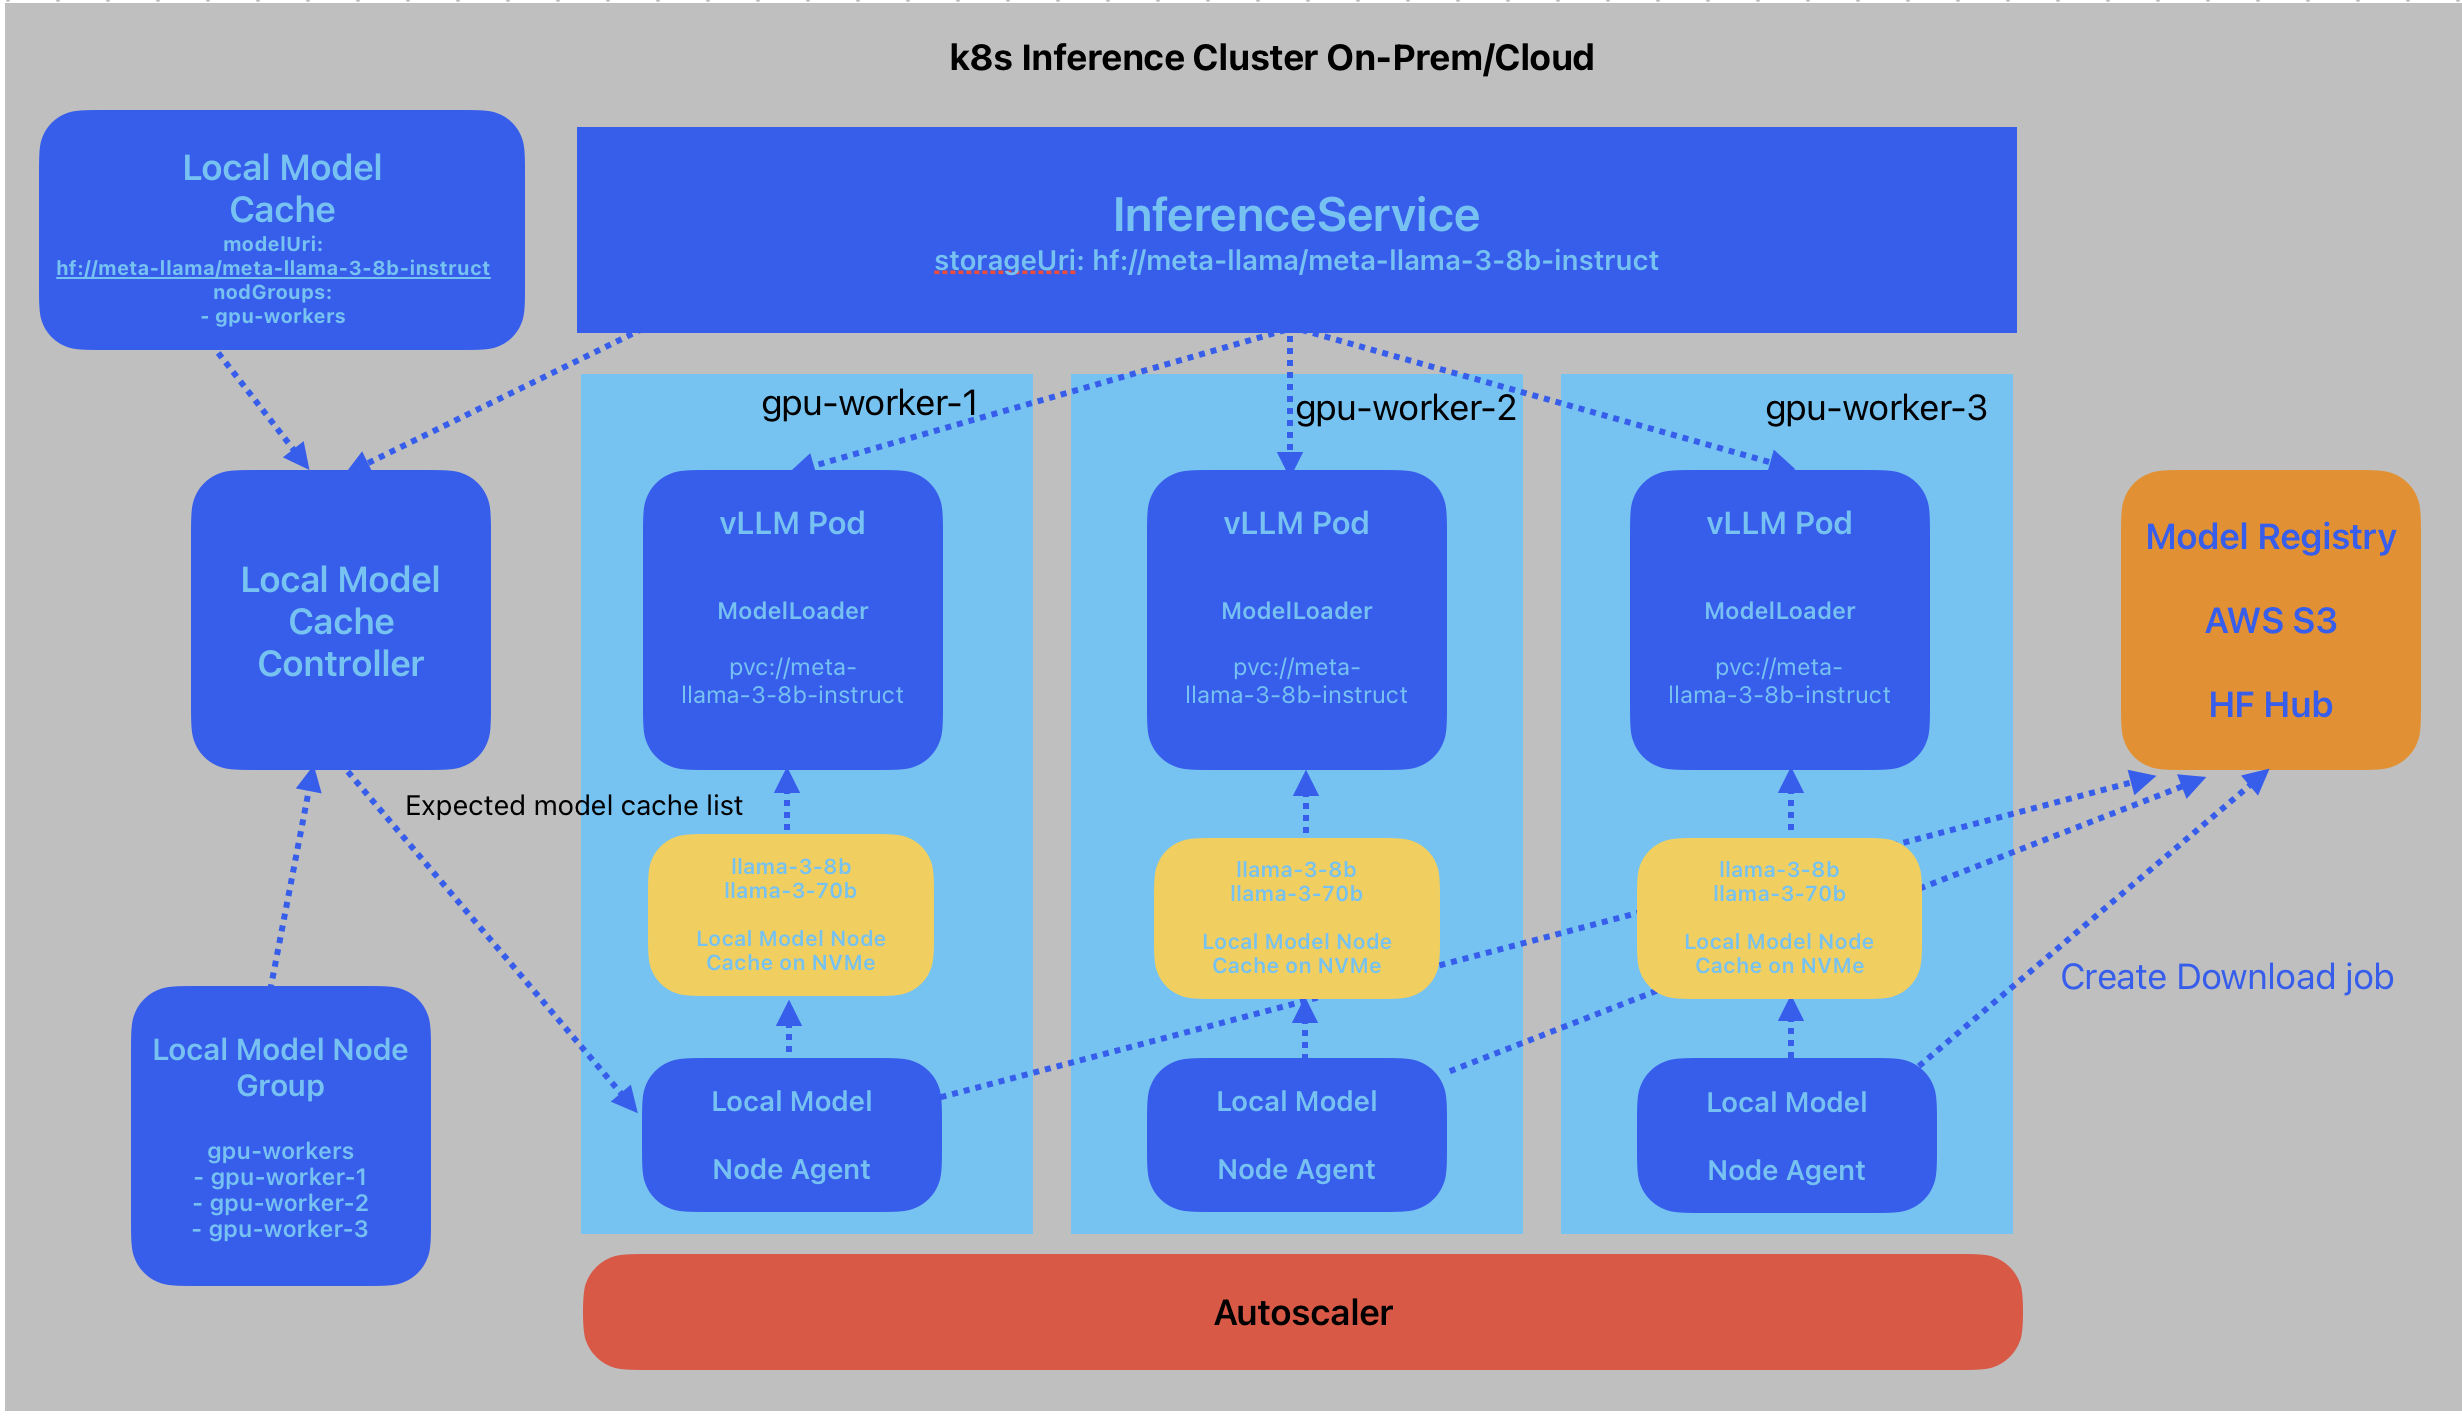 k8s Inference Cluster On-Prem/Cloud
Local Model
Cache
modelUri:
hf://meta-llama/meta-llama-3-8b-instruct
nodGroups:
- gpu-workers
InferenceService
storageUri: hf://meta-llama/meta-llama-3-8b-instruct
gpu-worker-1
gpu-worker-2
gpu-worker-3
Local Model
Cache
Controller
vLLM Pod
ModelLoader
pvc://meta-
llama-3-8b-instruct
vLLM Pod
ModelLoader
pvc://meta-
llama-3-8b-instruct
vLLM Pod
ModelLoader
pvc://meta-
llama-3-8b-instruct
Model Registry
AWS S3
HF Hub
Expected model cache list
llama-3-8b
llama-3-70b
Local Model Node
Cache on NVMe
llama-3-8b
llama-3-70b
Local Model Node
Cache on NVMe
llama-3-8b
llama-3-70b
Local Model Node
Cache on NVMe
Create Download job
Local Model Node
Group
gpu-workers
- gpu-worker-1
- gpu-worker-2
- gpu-worker-3
Local Model
Node Agent
Local Model
Node Agent
Local Model
Node Agent
Autoscaler